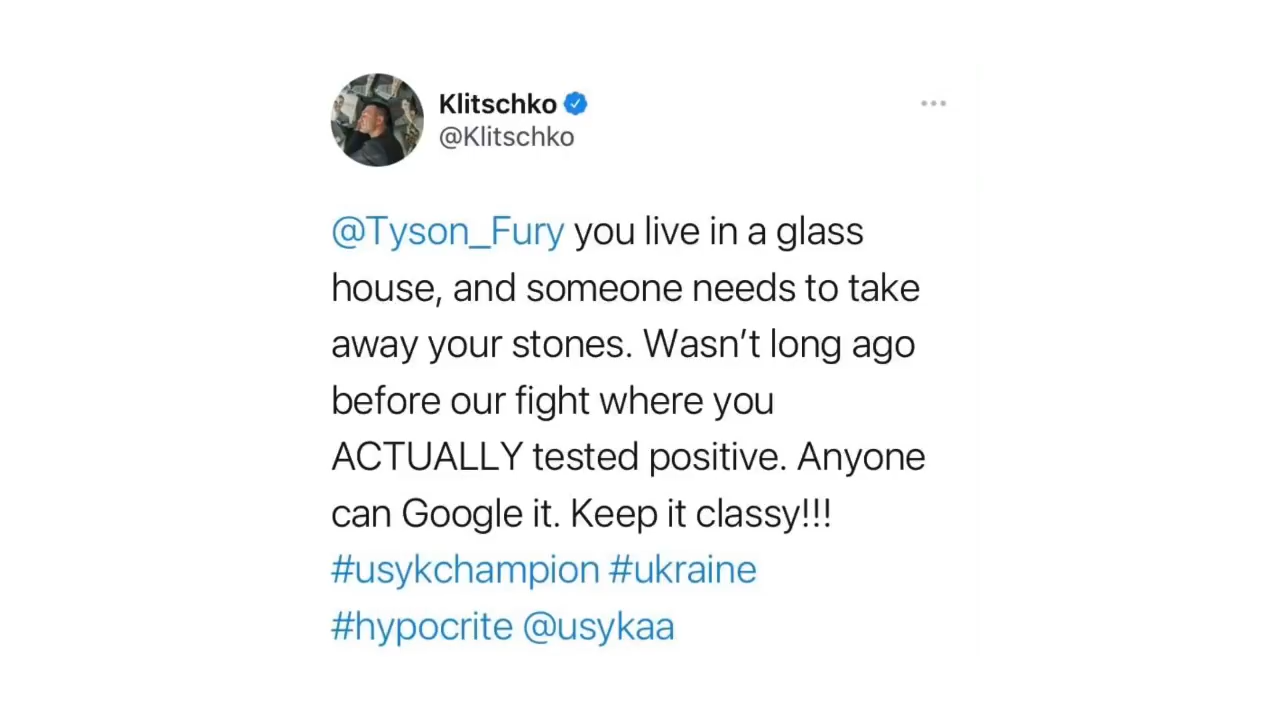 Klitschko
@Klitschko
@Tyson_Fury you live in a glass
house, and someone needs to take
away your stones. Wasn’t long ago
before our fight where you
ACTUALLY tested positive. Anyone
can Google it. Keep it classy!!!
#usykchampion #ukraine
#hypocrite @usykaa